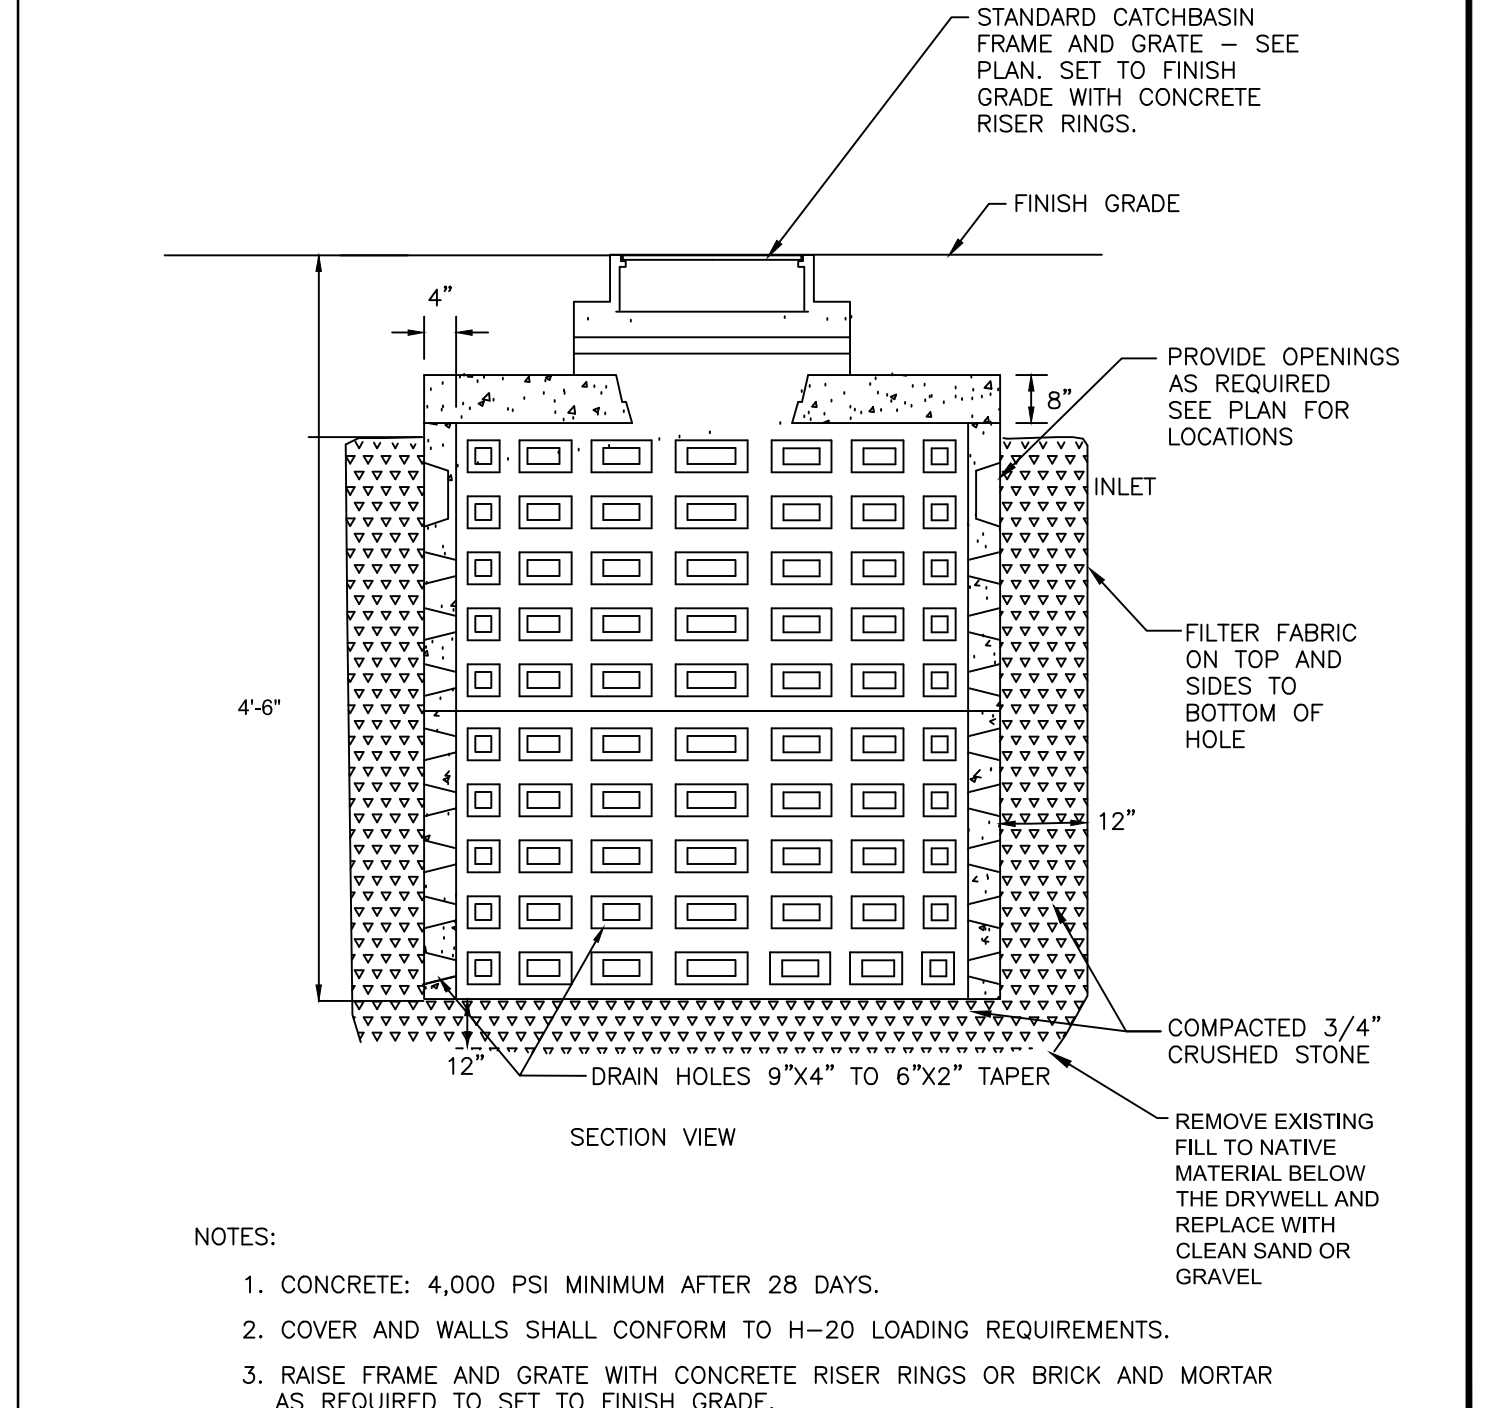 STANDARD CATCHBASIN
FRAME AND GRATE – SEE
PLAN. SET TO FINISH
GRADE WITH CONCRETE
RISER RINGS.
FINISH GRADE
4"
PROVIDE OPENINGS
AS REQUIRED
SEE PLAN FOR
LOCATIONS
8"
INLET
FILTER FABRIC
ON TOP AND
SIDES TO
BOTTOM OF
HOLE
4'-6"
12"
COMPACTED 3/4"
CRUSHED STONE
12"
DRAIN HOLES 9"X4" TO 6"X2" TAPER
REMOVE EXISTING
FILL TO NATIVE
MATERIAL BELOW
THE DRYWELL AND
REPLACE WITH
CLEAN SAND OR
GRAVEL
SECTION VIEW
NOTES:
1. CONCRETE: 4,000 PSI MINIMUM AFTER 28 DAYS.
2. COVER AND WALLS SHALL CONFORM TO H–20 LOADING REQUIREMENTS.
3. RAISE FRAME AND GRATE WITH CONCRETE RISER RINGS OR BRICK AND MORTAR
AS REQUIRED TO SET TO FINISH GRADE.